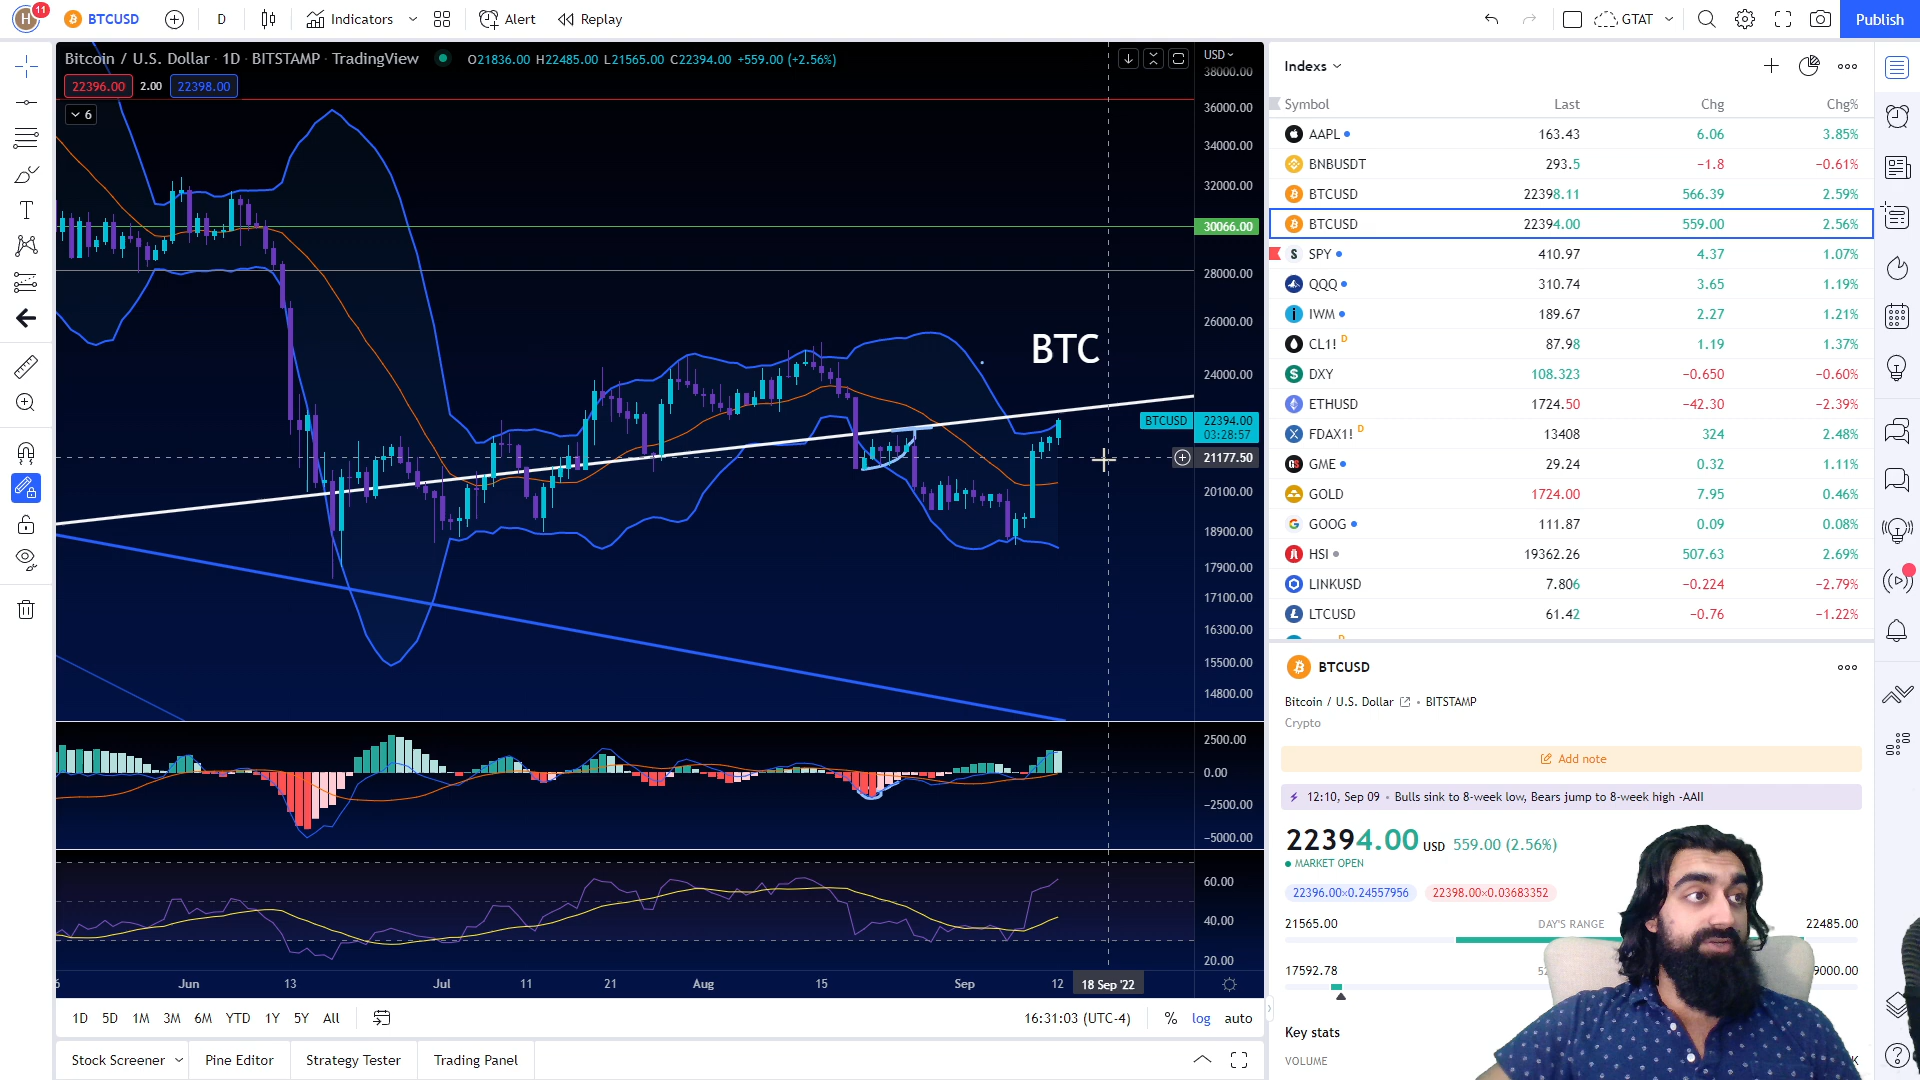 H 11 BTCUSD D Indicators Alert Replay GTAT Publish
Bitcoin / U.S. Dollar · 1D · BITSTAMP · TradingView O21836.00 H22485.00 L21565.00 C22394.00 +559.00 (+2.56%)
22396.00 2.00 22398.00
6
USD
38000.00
36000.00
34000.00
32000.00
30066.00
28000.00
26000.00
24000.00
BTCUSD 22394.00
03:28:57
21177.50
20100.00
18900.00
17900.00
17100.00
16300.00
15500.00
14800.00
BTC
2500.00
0.00
−2500.00
−5000.00
60.00
40.00
20.00
Jun 13 Jul 11 21 Aug 15 Sep 12 18 Sep '22
1D 5D 1M 3M 6M YTD 1Y 5Y All 16:31:03 (UTC-4) % log auto
Stock Screener Pine Editor Strategy Tester Trading Panel
Indexs
Symbol Last Chg Chg%
AAPL 163.43 6.06 3.85%
BNBUSDT 293.5 −1.8 −0.61%
BTCUSD 22398.11 566.39 2.59%
BTCUSD 22394.00 559.00 2.56%
SPY 410.97 4.37 1.07%
QQQ 310.74 3.65 1.19%
IWM 189.67 2.27 1.21%
CL1! D 87.98 1.19 1.37%
DXY 108.323 −0.650 −0.60%
ETHUSD 1724.50 −42.30 −2.39%
FDAX1! D 13408 324 2.48%
GME 29.24 0.32 1.11%
GOLD 1724.00 7.95 0.46%
GOOG 111.87 0.09 0.08%
HSI 19362.26 507.63 2.69%
LINKUSD 7.806 −0.224 −2.79%
LTCUSD 61.42 −0.76 −1.22%
BTCUSD
Bitcoin / U.S. Dollar • BITSTAMP
Crypto
Add note
12:10, Sep 09 • Bulls sink to 8-week low, Bears jump to 8-week high -AAII
22394.00 USD 559.00 (2.56%)
MARKET OPEN
22396.00×0.24557956 22398.00×0.03683352
21565.00 DAY'S RANGE 22485.00
17592.78 9000.00
Key stats
VOLUME K